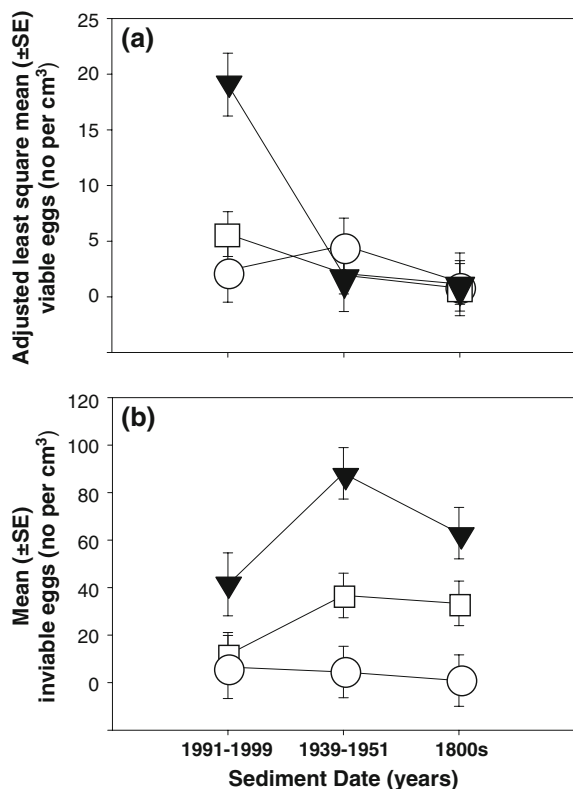 (a)
Adjusted least square mean (±SE)
viable eggs (no per cm³)
25
20
15
10
5
0
(b)
Mean (±SE)
inviable eggs (no per cm³)
120
100
80
60
40
20
0
1991-1999 1939-1951 1800s
Sediment Date (years)